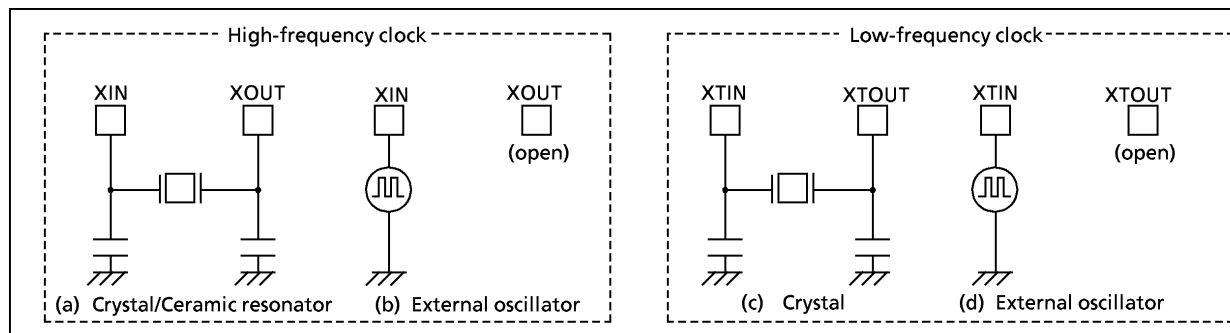 High-frequency clock
Low-frequency clock
XIN XOUT XIN XOUT
(open)
XTIN XTOUT XTIN XTOUT
(open)
(a) Crystal/Ceramic resonator (b) External oscillator
(c) Crystal (d) External oscillator